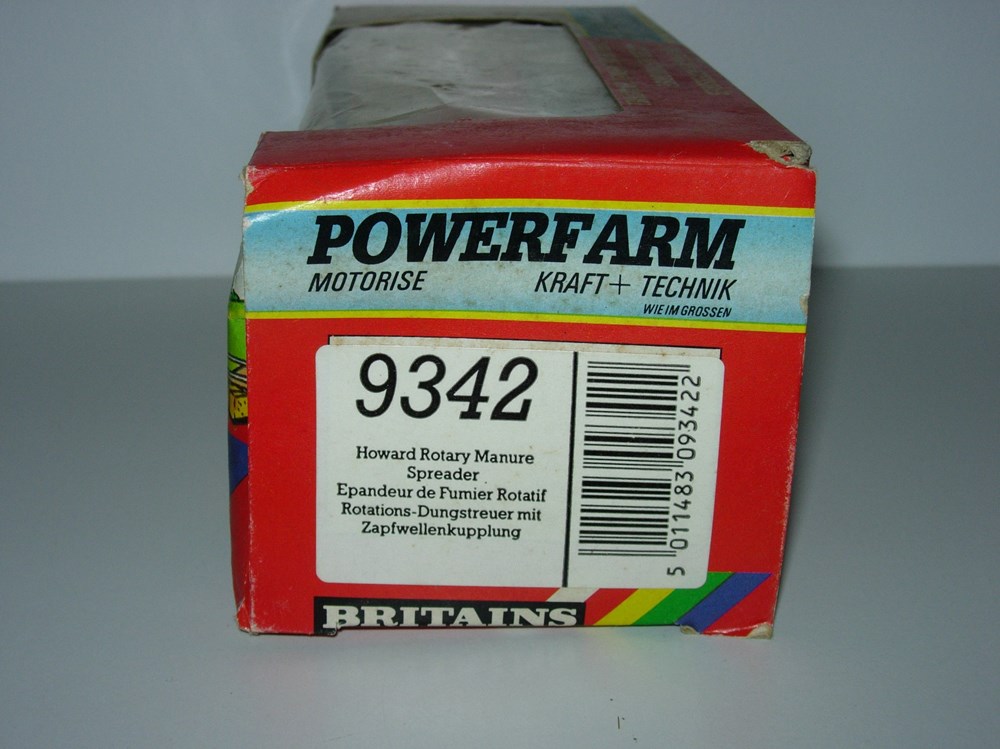 POWERFARM
MOTORISE KRAFT+ TECHNIK
WIE IM GROSSEN
9342
Howard Rotary Manure
Spreader
Epandeur de Fumier Rotatif
Rotations-Dungstreuer mit
Zapfwellenkupplung
5 011483 093422
BRITAINS